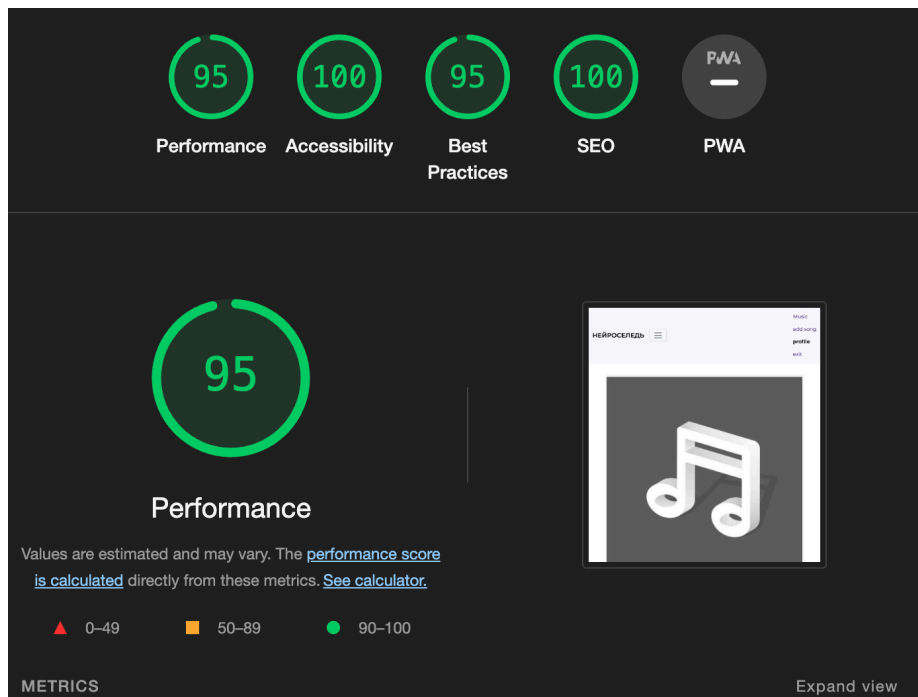 95
100
95
100
PWA
Performance
Accessibility
Best
Practices
SEO
PWA
95
Performance
Values are estimated and may vary. The performance score
is calculated directly from these metrics. See calculator.
0–49
50–89
90–100
НЕЙРОСЕЛЕДЬ
Music
add song
profile
exit
METRICS
Expand view